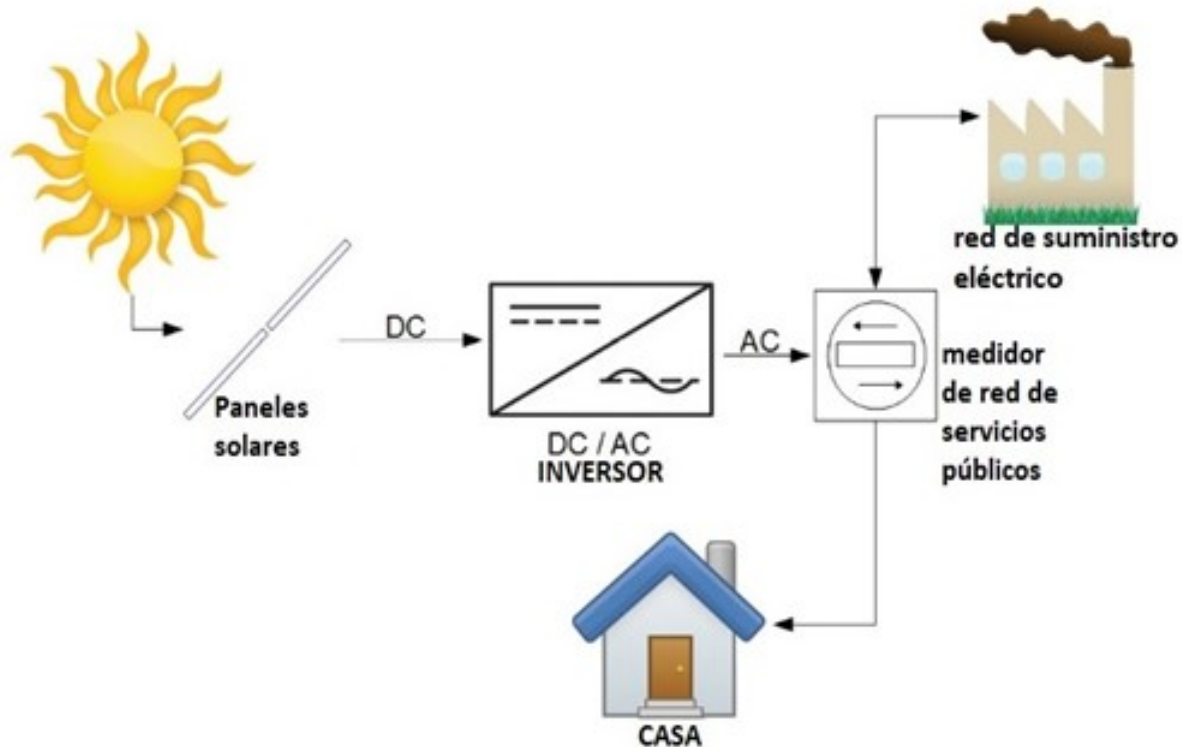 red de suministro
eléctrico
DC
AC
Paneles
solares
DC / AC
INVERSOR
medidor
de red de
servicios
públicos
CASA